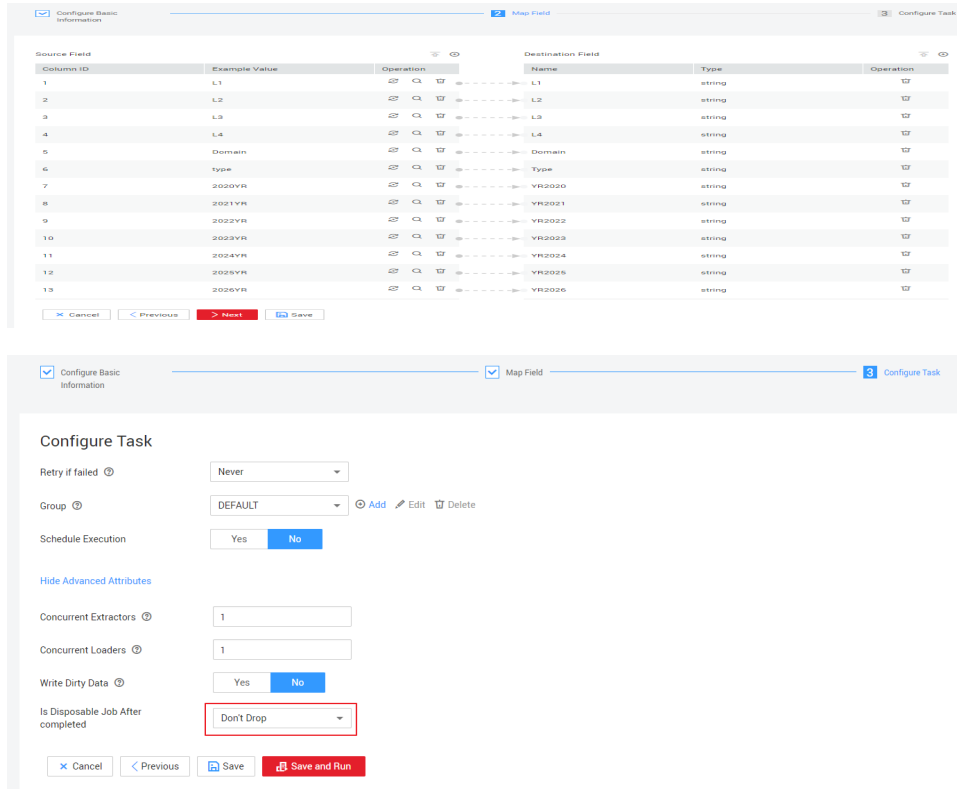 Configure Basic
Information
2 Map Field
3 Configure Task
Source Field
Destination Field
Column ID Example Value Operation Name Type Operation
1 L1 L1 string
2 L2 L2 string
3 L3 L3 string
4 L4 L4 string
5 Domain Domain string
6 type Type string
7 2020YR YR2020 string
8 2021YR YR2021 string
9 2022YR YR2022 string
10 2023YR YR2023 string
11 2024YR YR2024 string
12 2025YR YR2025 string
13 2026YR YR2026 string
× Cancel < Previous > Next Save
Configure Basic
Information
Map Field
3 Configure Task
Configure Task
Retry if failed Never
Group DEFAULT Add Edit Delete
Schedule Execution Yes No
Hide Advanced Attributes
Concurrent Extractors 1
Concurrent Loaders 1
Write Dirty Data Yes No
Is Disposable Job After
completed
Don't Drop
× Cancel < Previous Save Save and Run